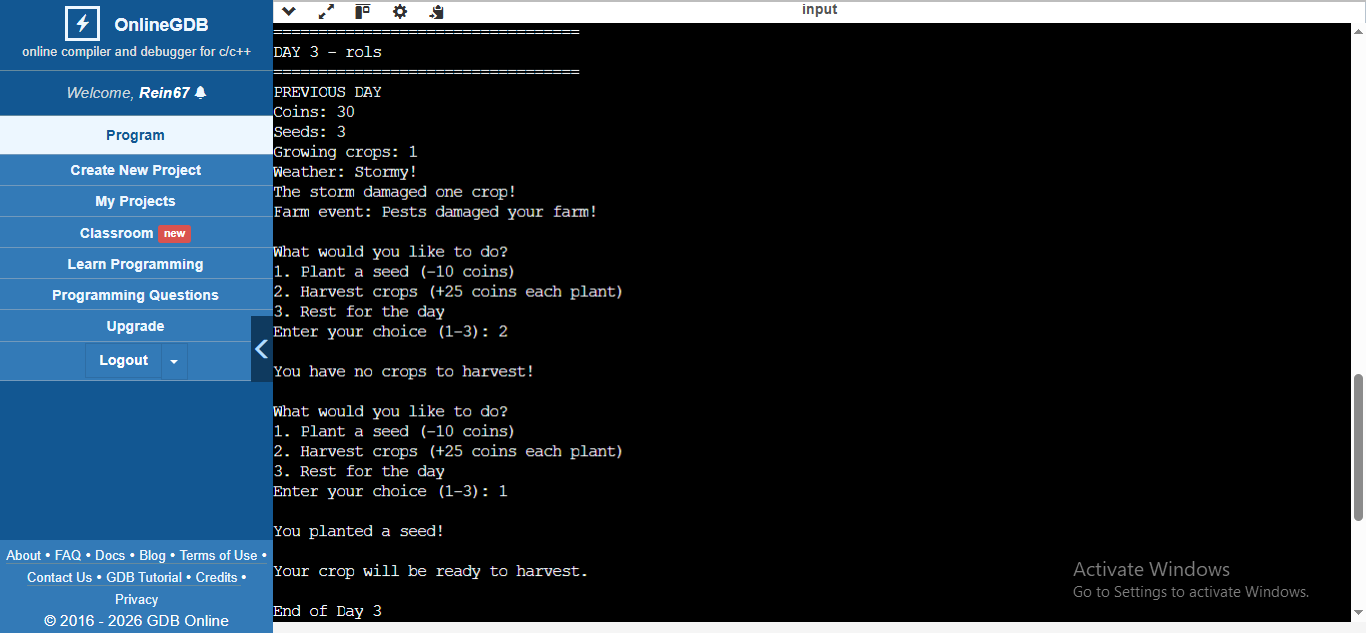 OnlineGDB
online compiler and debugger for c/c++
Welcome, Rein67
Program
Create New Project
My Projects
Classroom new
Learn Programming
Programming Questions
Upgrade
Logout
About • FAQ • Docs • Blog • Terms of Use •
Contact Us • GDB Tutorial • Credits •
Privacy
© 2016 - 2026 GDB Online
input
==================================
DAY 3 - rols
==================================
PREVIOUS DAY
Coins: 30
Seeds: 3
Growing crops: 1
Weather: Stormy!
The storm damaged one crop!
Farm event: Pests damaged your farm!
What would you like to do?
1. Plant a seed (-10 coins)
2. Harvest crops (+25 coins each plant)
3. Rest for the day
Enter your choice (1-3): 2
You have no crops to harvest!
What would you like to do?
1. Plant a seed (-10 coins)
2. Harvest crops (+25 coins each plant)
3. Rest for the day
Enter your choice (1-3): 1
You planted a seed!
Your crop will be ready to harvest.
End of Day 3
Activate Windows
Go to Settings to activate Windows.